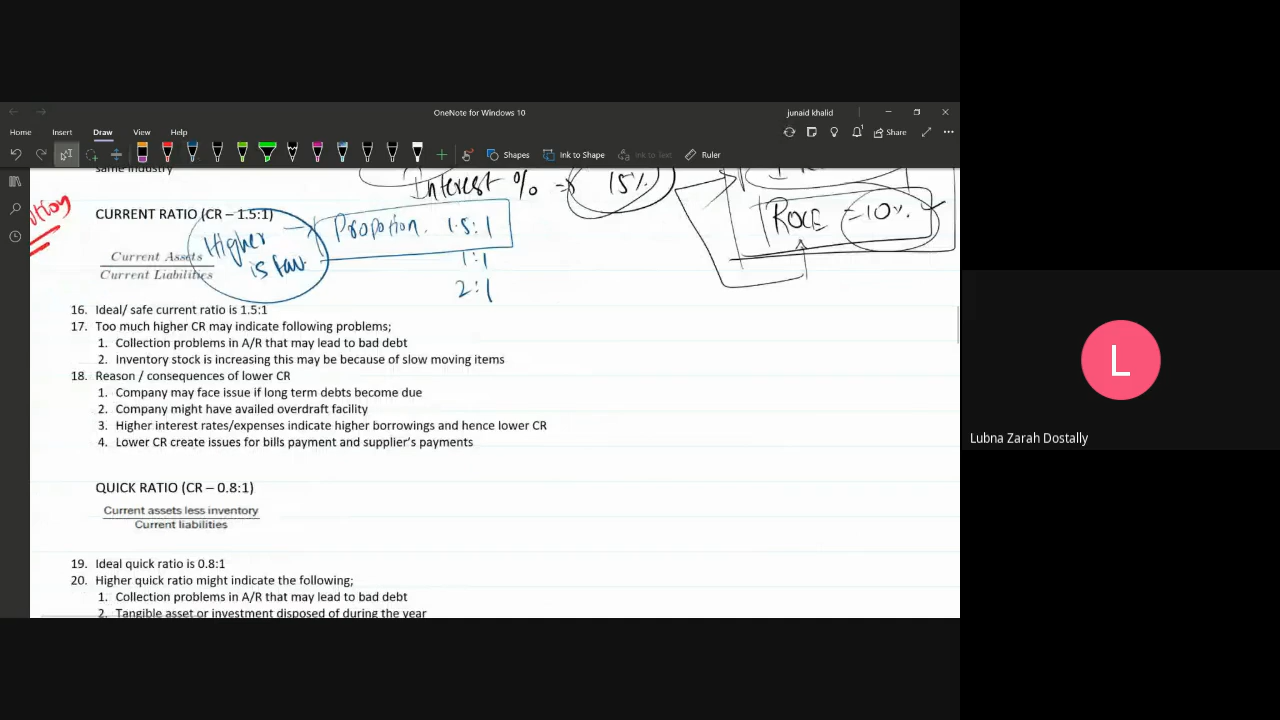 OneNote for Windows 10
junaid khalid
Home Insert Draw View Help
Shapes Ink to Shape Ink to Text Ruler
Share
same industry
Interest % = 15%
ROCE = 10%
CURRENT RATIO (CR – 1.5:1)
Higher is fav.
Propotion. 1.5:1
1:1
2:1
Current Assets
Current Liabilities
16. Ideal/ safe current ratio is 1.5:1
17. Too much higher CR may indicate following problems;
1. Collection problems in A/R that may lead to bad debt
2. Inventory stock is increasing this may be because of slow moving items
18. Reason / consequences of lower CR
1. Company may face issue if long term debts become due
2. Company might have availed overdraft facility
3. Higher interest rates/expenses indicate higher borrowings and hence lower CR
4. Lower CR create issues for bills payment and supplier's payments
QUICK RATIO (CR – 0.8:1)
Current assets less inventory
Current liabilities
19. Ideal quick ratio is 0.8:1
20. Higher quick ratio might indicate the following;
1. Collection problems in A/R that may lead to bad debt
2. Tangible asset or investment disposed of during the year
L
Lubna Zarah Dostally